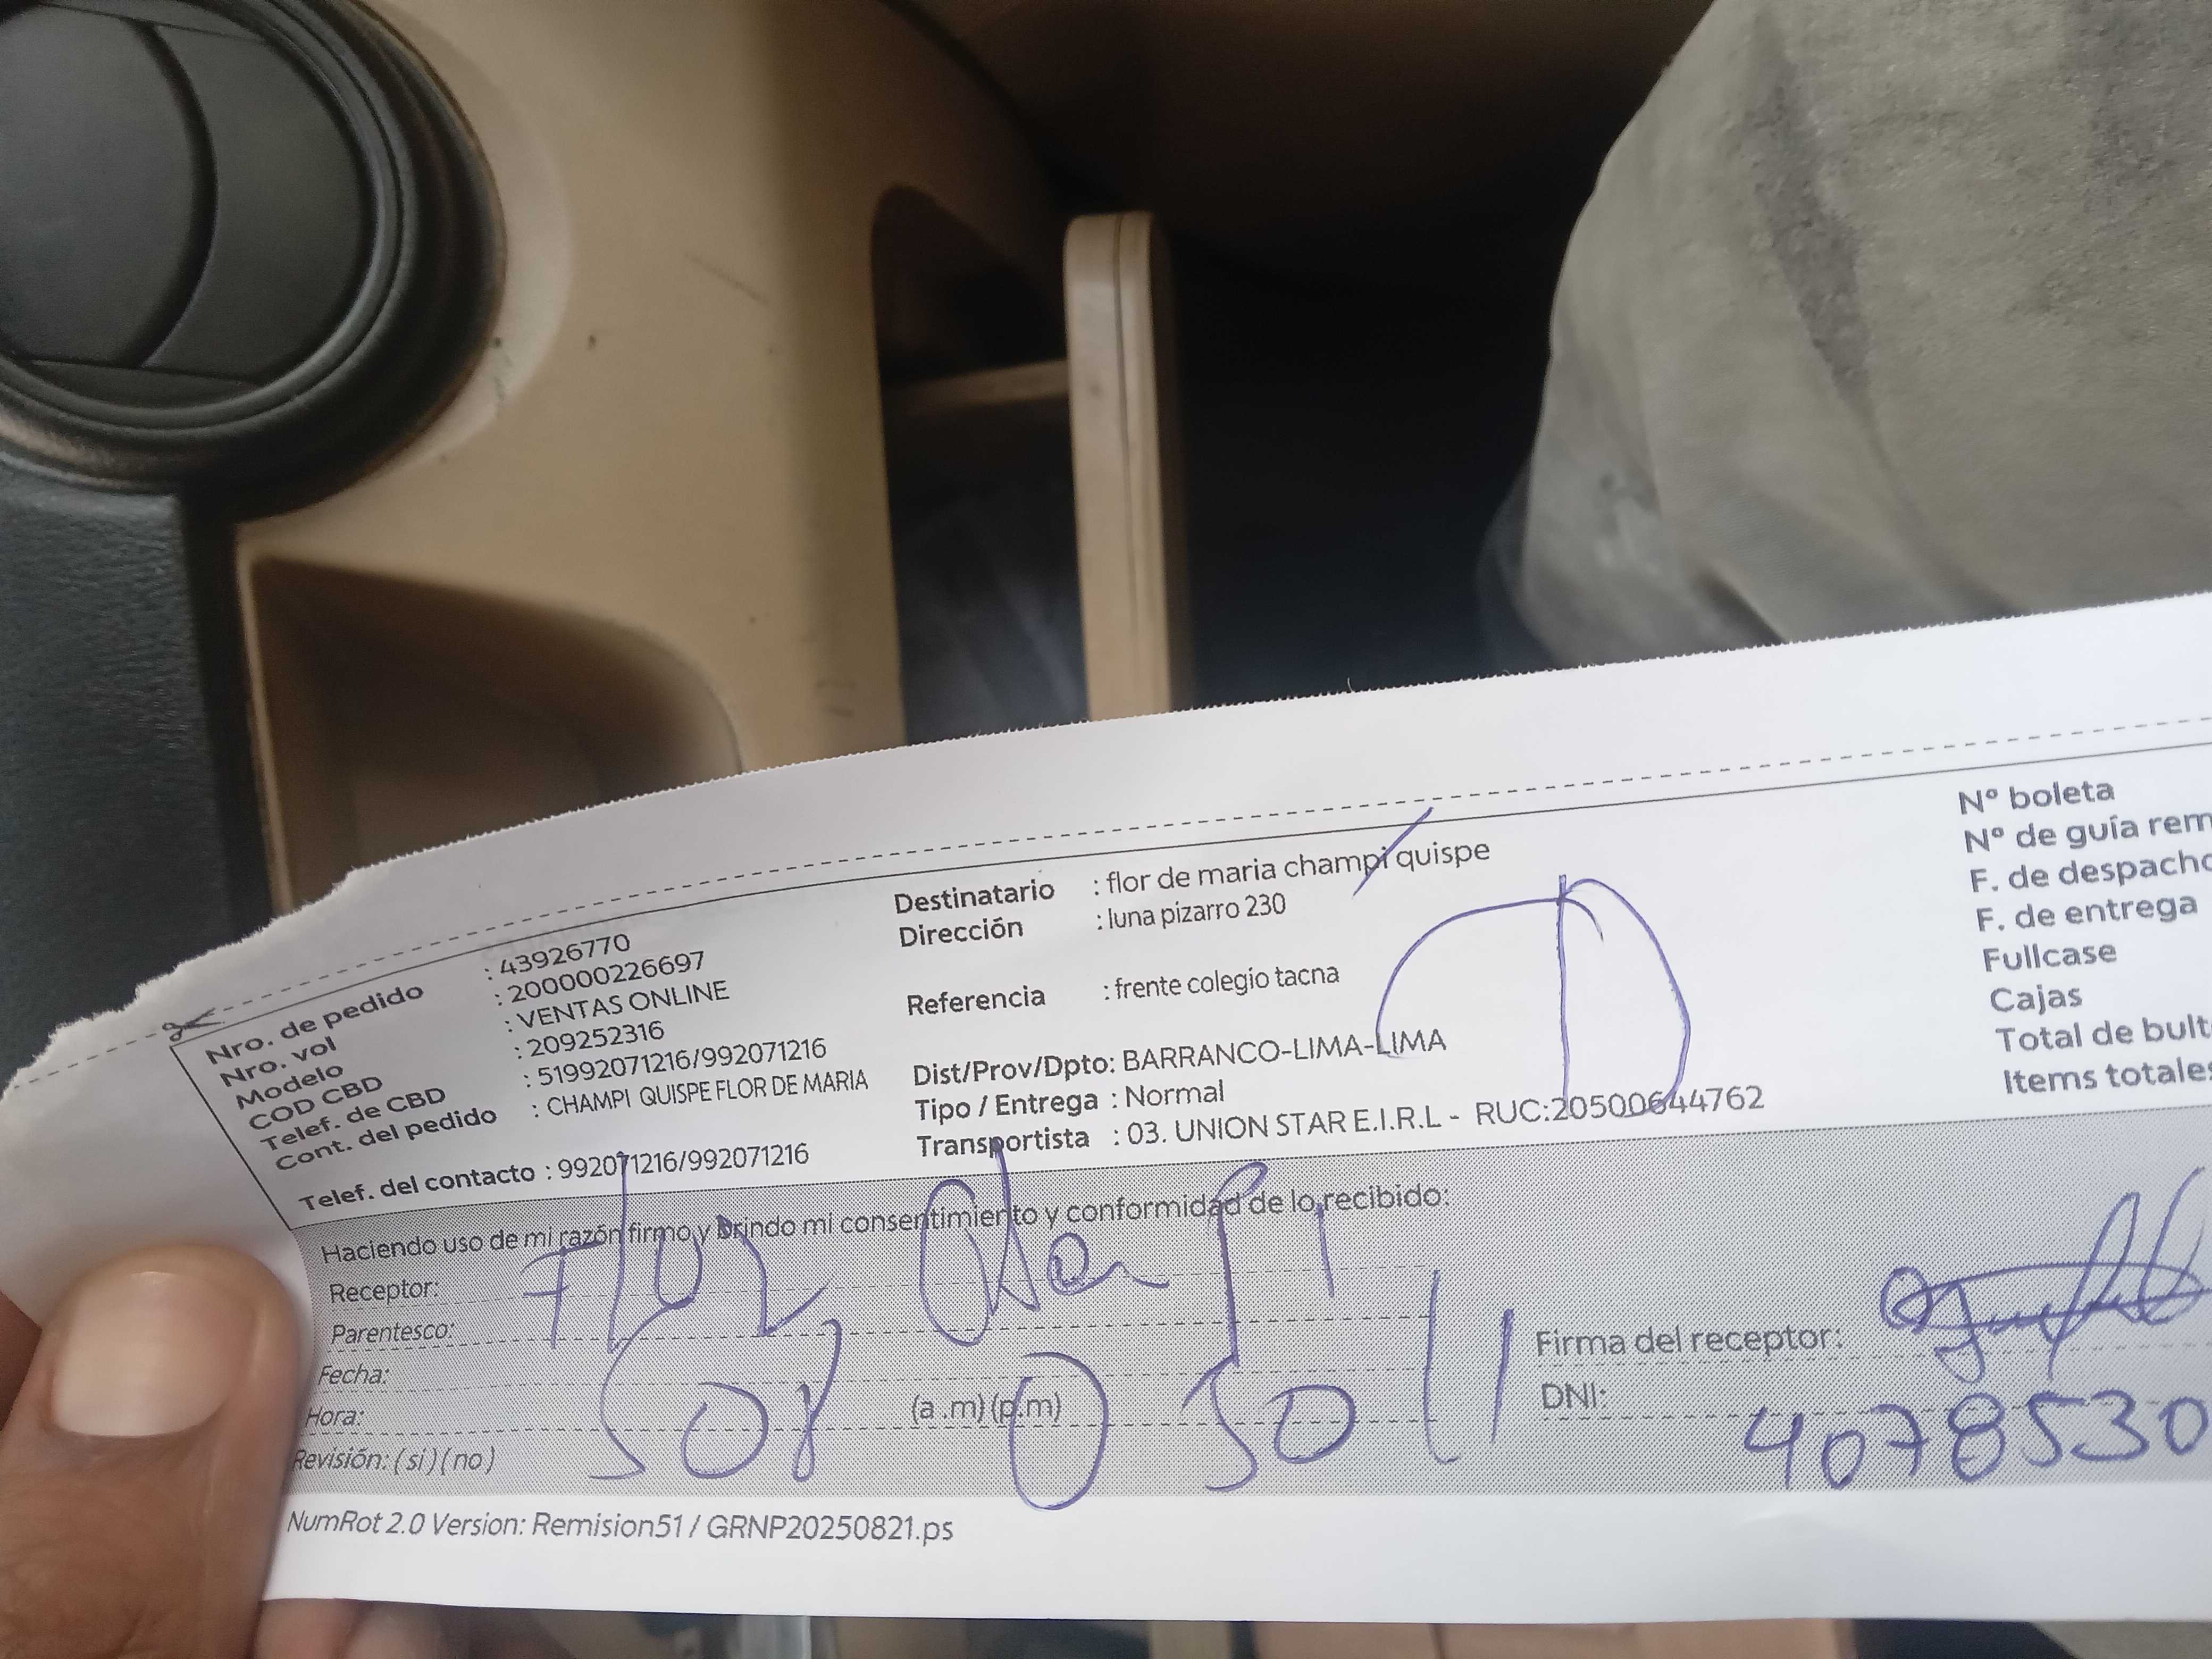 Nro. de pedido : 43926770
Nro. vol : 200000226697
Modelo : VENTAS ONLINE
COD CBD : 209252316
Telef. de CBD : 51992071216/992071216
Cont. del pedido : CHAMPI QUISPE FLOR DE MARIA
Telef. del contacto : 992071216/992071216
Destinatario : flor de maria champi quispe
Dirección : luna pizarro 230
Referencia : frente colegio tacna
Dist/Prov/Dpto: BARRANCO-LIMA-LIMA
Tipo / Entrega : Normal
Transportista : 03. UNION STAR E.I.R.L - RUC:20500644762
N° boleta
N° de guía rem
F. de despacho
F. de entrega
Fullcase
Cajas
Total de bult
Items totales
Haciendo uso de mi razón firmo y brindo mi consentimiento y conformidad de lo recibido:
Receptor: Flor
Parentesco:
Fecha:
Hora: (a .m) (p.m)
Revisión: ( si ) ( no )
Firma del receptor:
DNI: 4078530
NumRot 2.0 Version: Remision51 / GRNP20250821.ps